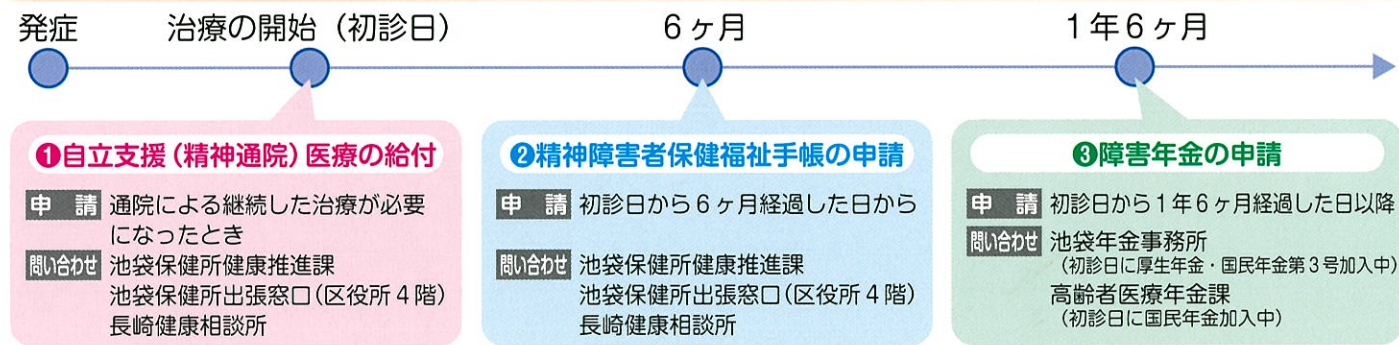 発症
治療の開始（初診日）
6ヶ月
1年6ヶ月
❶自立支援（精神通院）医療の給付
申　請 通院による継続した治療が必要
になったとき
問い合わせ 池袋保健所健康推進課
池袋保健所出張窓口（区役所4階）
長崎健康相談所
❷精神障害者保健福祉手帳の申請
申　請 初診日から6ヶ月経過した日から
問い合わせ 池袋保健所健康推進課
池袋保健所出張窓口（区役所4階）
長崎健康相談所
❸障害年金の申請
申　請 初診日から1年6ヶ月経過した日以降
問い合わせ 池袋年金事務所
（初診日に厚生年金・国民年金第3号加入中）
高齢者医療年金課
（初診日に国民年金加入中）